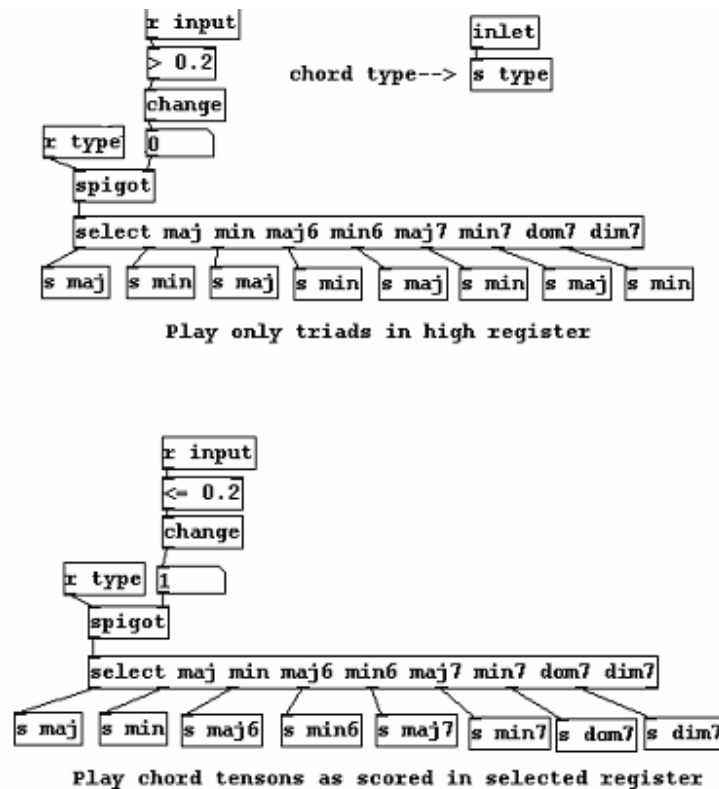 r input
inlet
> 0.2
chord type-->
s type
change
r type
0
spigot
select maj min maj6 min6 maj7 min7 dom7 dim7
s maj s min s maj s min s maj s min s maj s min
Play only triads in high register
r input
<= 0.2
change
r type
1
spigot
select maj min maj6 min6 maj7 min7 dom7 dim7
s maj s min s maj6 s min6 s maj7 s min7 s dom7 s dim7
Play chord tensons as scored in selected register